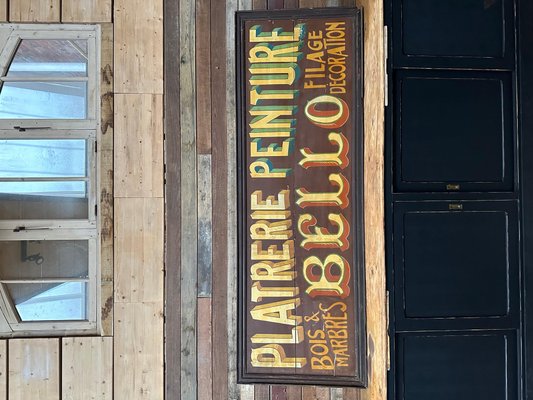 PLATRERIE PEINTURE
BOIS & MARBRES
BELLO
FILAGE
DECORATION